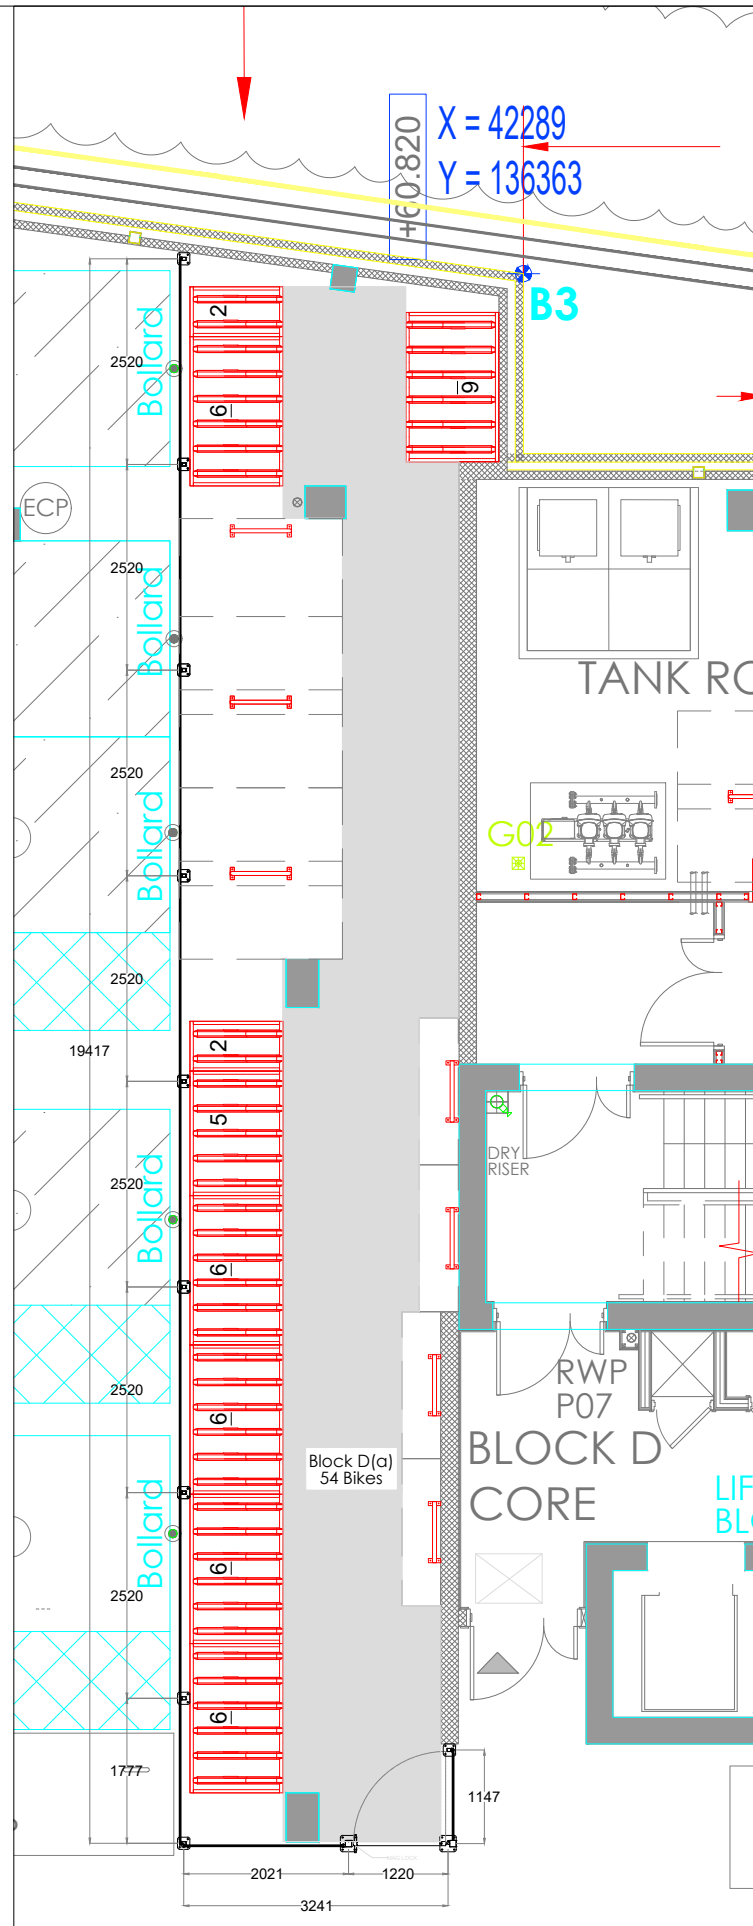 +60.820
X = 42289
Y = 136363
B3
Bollard
2
2520
6
6
ECP
2520
Bollard
TANK RO
2520
Bollard
G02
2520
19417
2
5
DRY
RISER
Bollard
2520
6
RWP
P07
2520
6
BLOCK D
CORE
Block D(a)
54 Bikes
LIF
BLO
Bollard
6
2520
6
1777
1147
2021
1220
3241